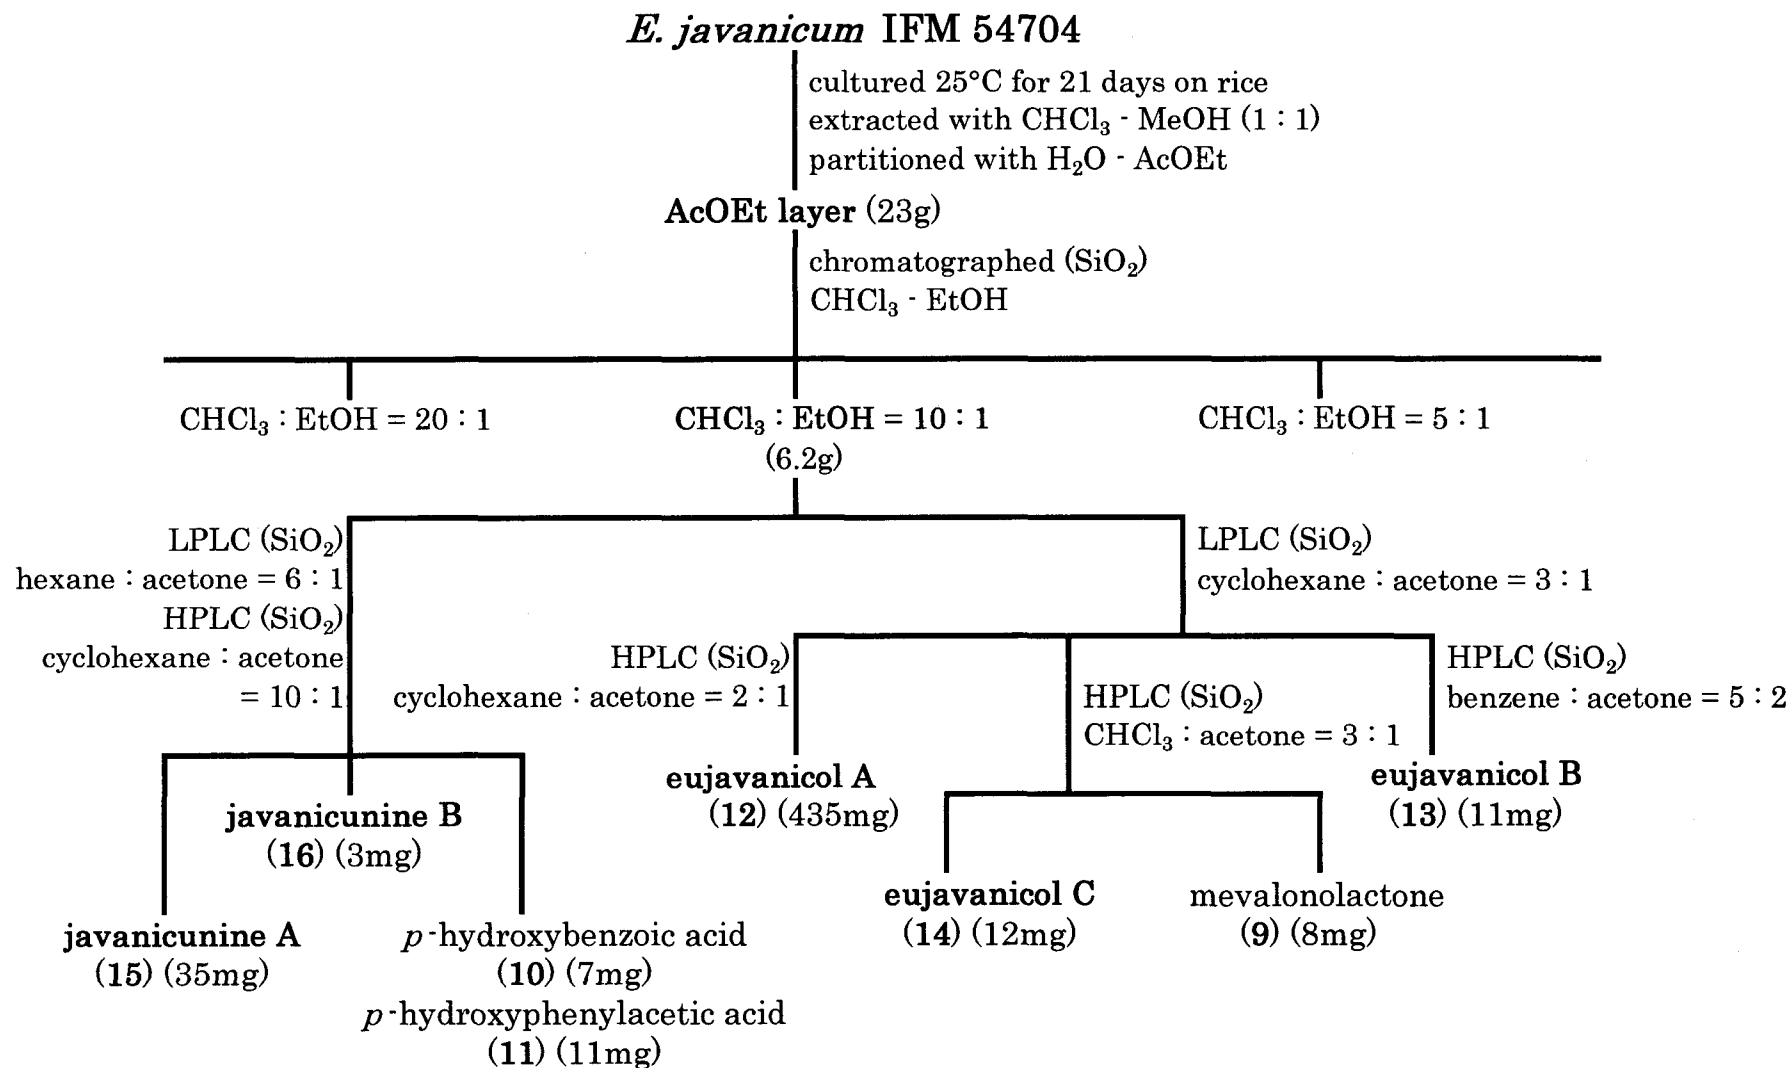 E. javanicum IFM 54704
cultured 25°C for 21 days on rice
extracted with CHCl₃ - MeOH (1 : 1)
partitioned with H₂O - AcOEt
AcOEt layer (23g)
chromatographed (SiO₂)
CHCl₃ - EtOH
CHCl₃ : EtOH = 20 : 1
CHCl₃ : EtOH = 10 : 1
(6.2g)
CHCl₃ : EtOH = 5 : 1
LPLC (SiO₂)
hexane : acetone = 6 : 1
HPLC (SiO₂)
cyclohexane : acetone
= 10 : 1
LPLC (SiO₂)
cyclohexane : acetone = 3 : 1
HPLC (SiO₂)
cyclohexane : acetone = 2 : 1
HPLC (SiO₂)
CHCl₃ : acetone = 3 : 1
HPLC (SiO₂)
benzene : acetone = 5 : 2
javanicunine B
(16) (3mg)
eujavanicol A
(12) (435mg)
eujavanicol B
(13) (11mg)
javanicunine A
(15) (35mg)
p-hydroxybenzoic acid
(10) (7mg)
p-hydroxyphenylacetic acid
(11) (11mg)
eujavanicol C
(14) (12mg)
mevalonolactone
(9) (8mg)